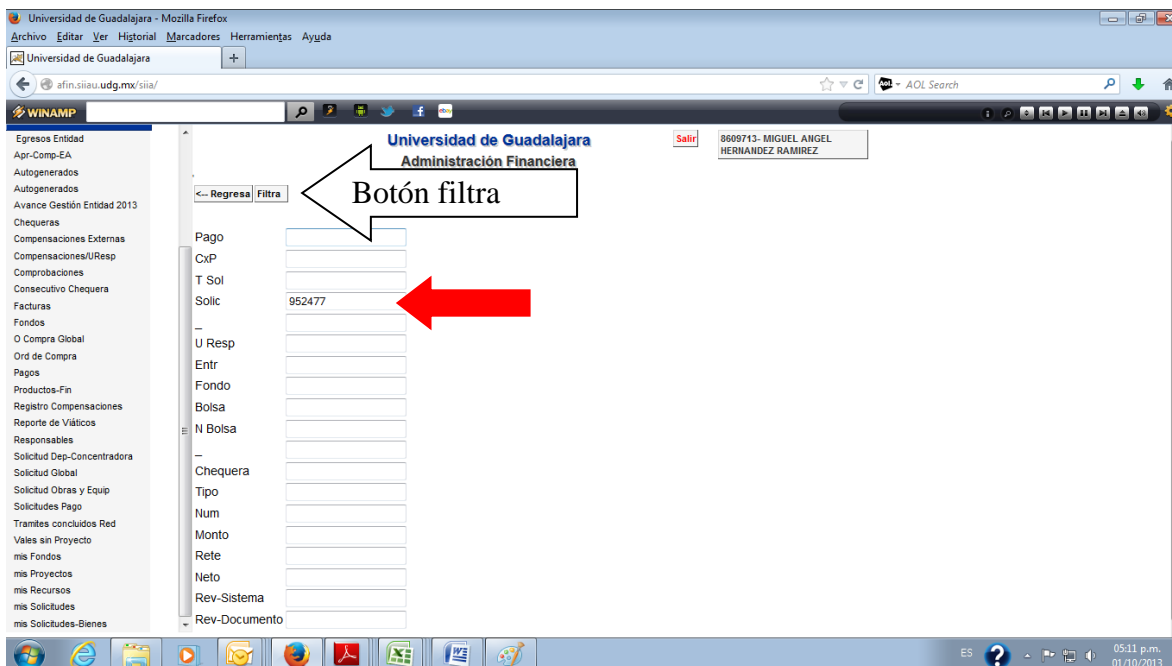 Universidad de Guadalajara - Mozilla Firefox
Archivo Editar Ver Historial Marcadores Herramientas Ayuda
Universidad de Guadalajara +
afin.siiau.udg.mx/siia/ Aol. AOL Search
WINAMP ebay
Universidad de Guadalajara
Administración Financiera
Salir
8609713- MIGUEL ANGEL
HERNANDEZ RAMIREZ
<-- Regresa Filtra
Botón filtra
Egresos Entidad
Apr-Comp-EA
Autogenerados
Autogenerados
Avance Gestión Entidad 2013
Chequeras
Compensaciones Externas
Compensaciones/UResp
Comprobaciones
Consecutivo Chequera
Facturas
Fondos
O Compra Global
Ord de Compra
Pagos
Productos-Fin
Registro Compensaciones
Reporte de Viáticos
Responsables
Solicitud Dep-Concentradora
Solicitud Global
Solicitud Obras y Equip
Solicitudes Pago
Tramites concluidos Red
Vales sin Proyecto
mis Fondos
mis Proyectos
mis Recursos
mis Solicitudes
mis Solicitudes-Bienes
Pago
CxP
T Sol
Solic 952477
_
U Resp
Entr
Fondo
Bolsa
N Bolsa
_
Chequera
Tipo
Num
Monto
Rete
Neto
Rev-Sistema
Rev-Documento
ES
05:11 p.m.
01/10/2013